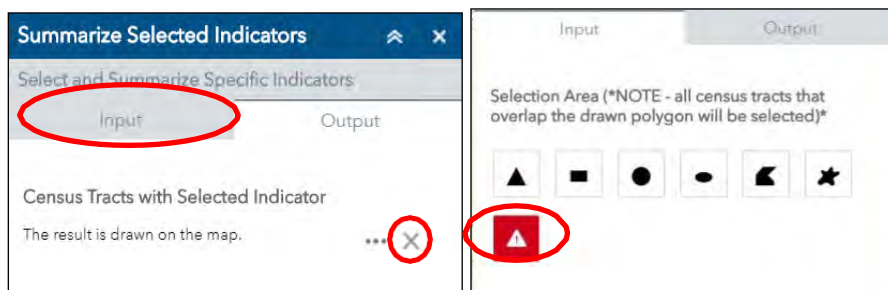 Summarize Selected Indicators
Select and Summarize Specific Indicators
Input
Output
Census Tracts with Selected Indicator
The result is drawn on the map.
Input
Output
Selection Area (*NOTE - all census tracts that
overlap the drawn polygon will be selected)*